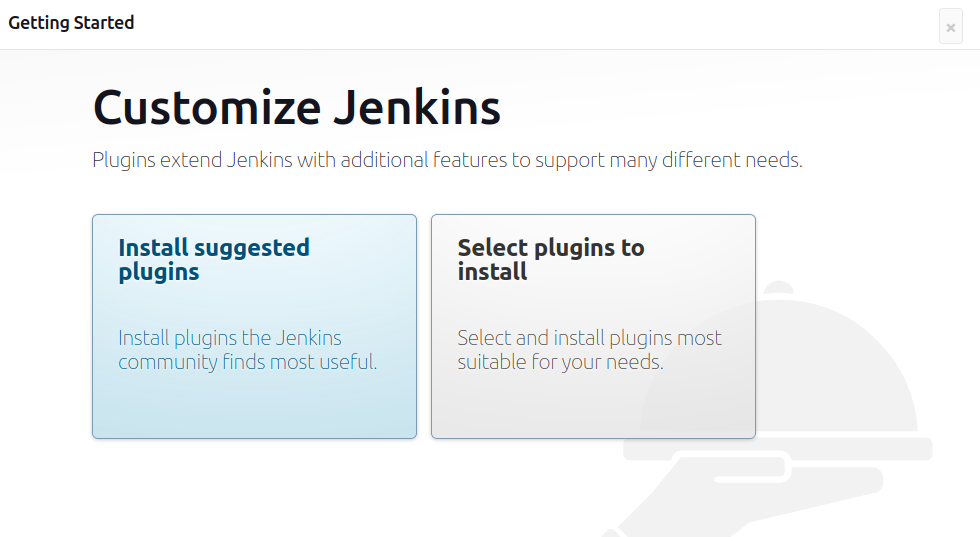 Getting Started
×
Customize Jenkins
Plugins extend Jenkins with additional features to support many different needs.
Install suggested
plugins
Install plugins the Jenkins
community finds most useful.
Select plugins to
install
Select and install plugins most
suitable for your needs.